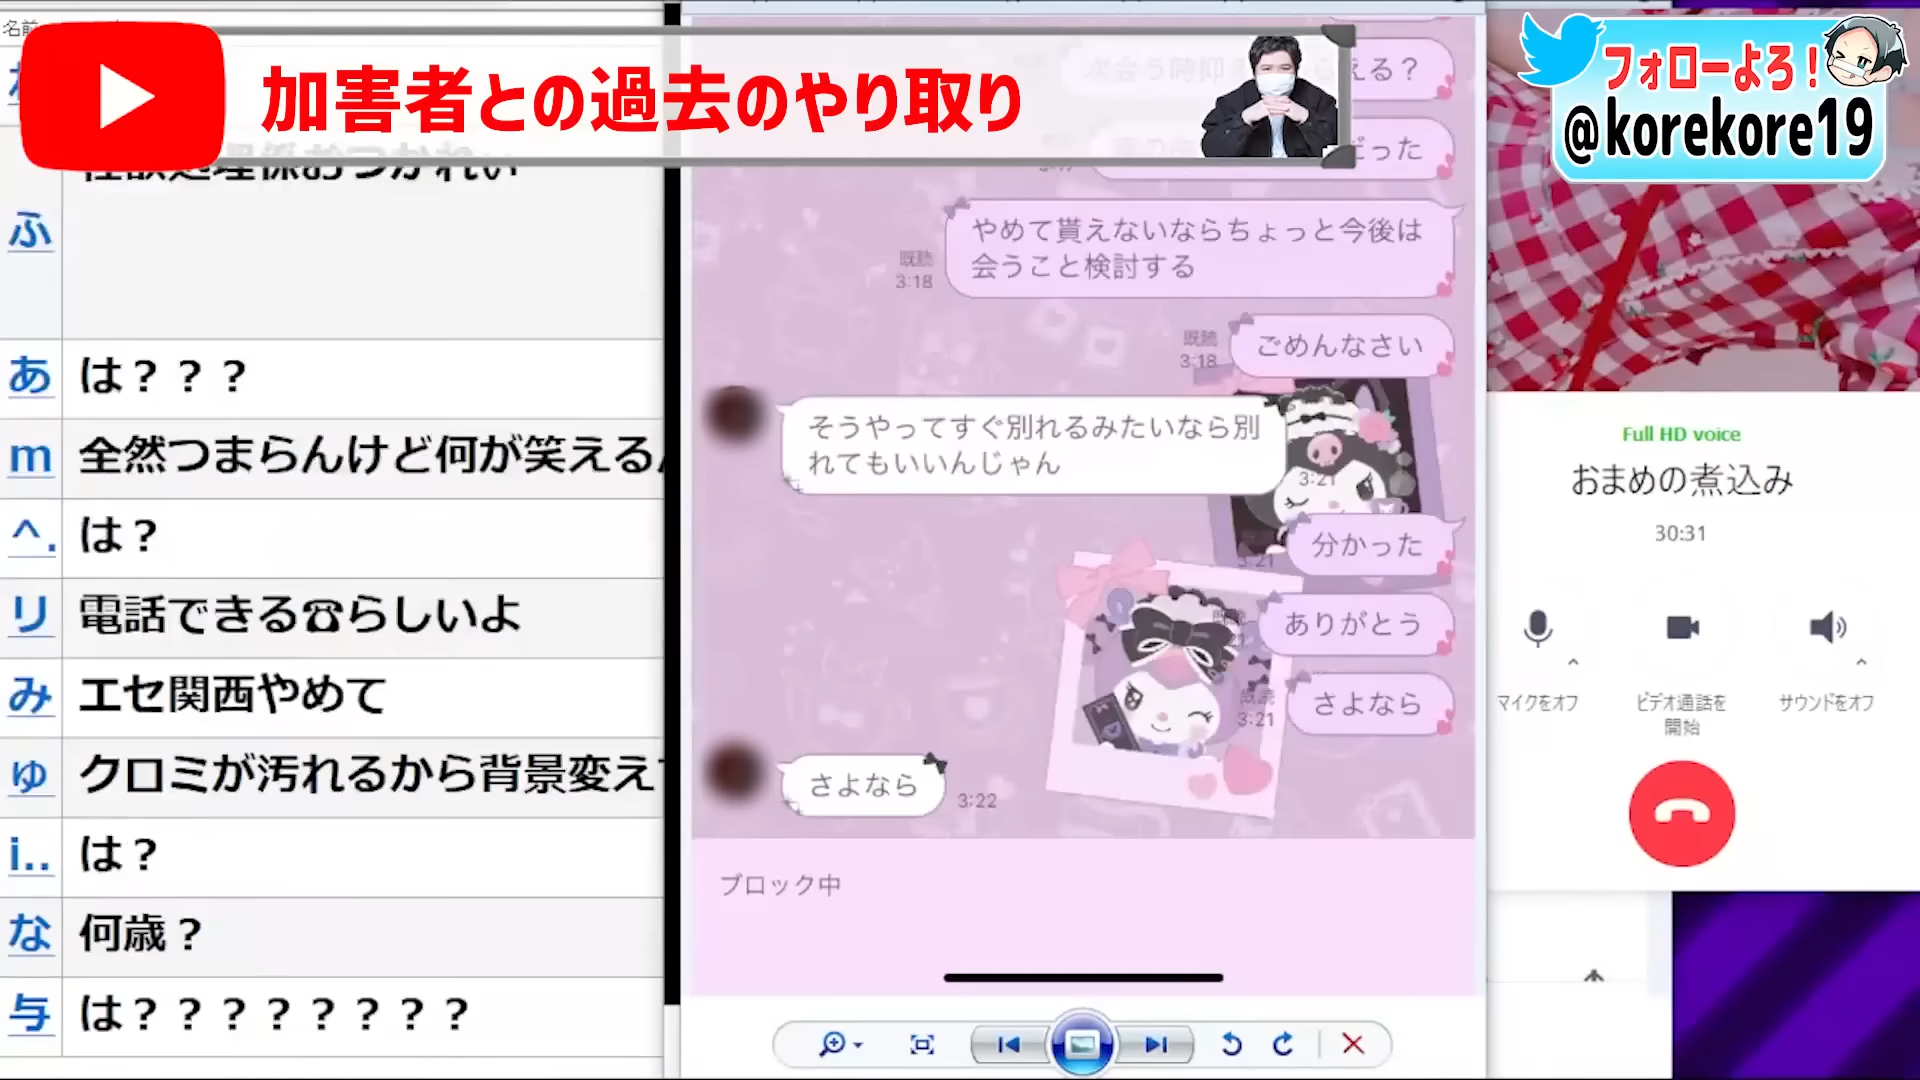 名前
加害者との過去のやり取り
フォローよろ！
@korekore19
える？
だった
ふ
既読
3:18
やめて貰えないならちょっと今後は
会うこと検討する
既読
3:18
ごめんなさい
そうやってすぐ別れるみたいなら別
れてもいいんじゃん
3:21
分かった
3:21
ありがとう
既読
3:21
さよなら
さよなら
3:22
ブロック中
あ は？？？
m 全然つまらんけど何が笑える
^. は？
リ 電話できる☎らしいよ
み エセ関西やめて
ゆ クロミが汚れるから背景変え
i.. は？
な 何歳？
与 は？？？？？？？？
Full HD voice
おまめの煮込み
30:31
マイクをオフ
ビデオ通話を
開始
サウンドをオフ